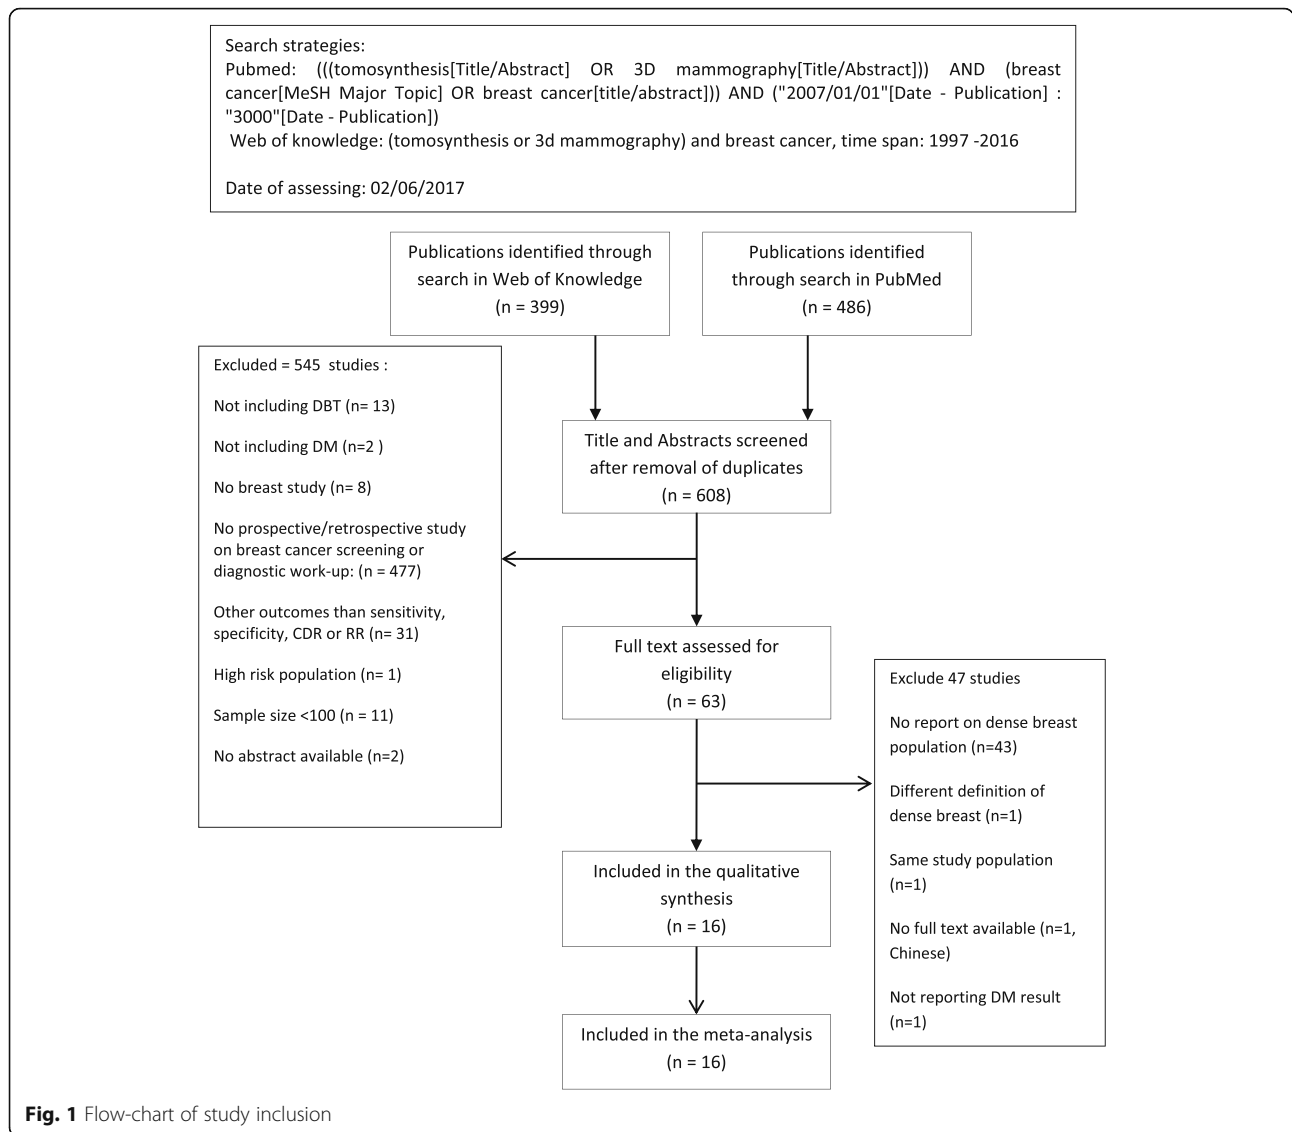 Search strategies:
Pubmed: (((tomosynthesis[Title/Abstract] OR 3D mammography[Title/Abstract])) AND (breast
cancer[MeSH Major Topic] OR breast cancer[title/abstract])) AND ("2007/01/01"[Date - Publication] :
"3000"[Date - Publication])
Web of knowledge: (tomosynthesis or 3d mammography) and breast cancer, time span: 1997 -2016
Date of assessing: 02/06/2017
Publications identified through
search in Web of Knowledge
(n = 399)
Publications identified
through search in PubMed
(n = 486)
Excluded = 545 studies :
Not including DBT (n= 13)
Not including DM (n=2 )
No breast study (n= 8)
No prospective/retrospective study
on breast cancer screening or
diagnostic work-up: (n = 477)
Other outcomes than sensitivity,
specificity, CDR or RR (n= 31)
High risk population (n= 1)
Sample size <100 (n = 11)
No abstract available (n=2)
Title and Abstracts screened
after removal of duplicates
(n = 608)
Full text assessed for
eligibility
(n = 63)
Exclude 47 studies
No report on dense breast
population (n=43)
Different definition of
dense breast (n=1)
Same study population
(n=1)
No full text available (n=1,
Chinese)
Not reporting DM result
(n=1)
Included in the qualitative
synthesis
(n = 16)
Included in the meta-analysis
(n = 16)
Fig. 1 Flow-chart of study inclusion